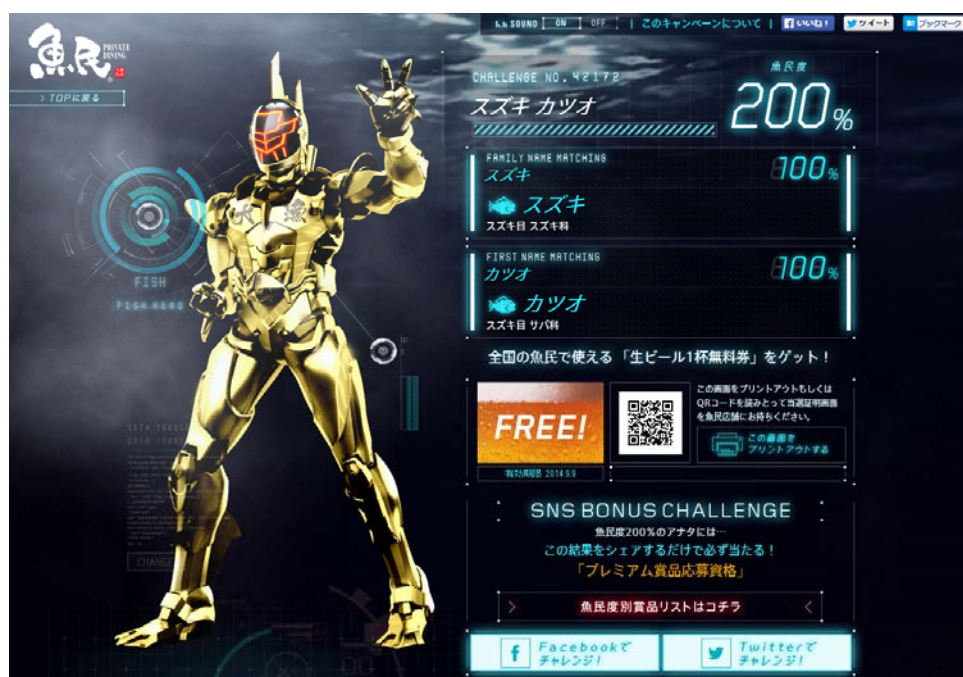 魚民
PRIVATE
DINING
> TOPに戻る
SOUND ON OFF | このキャンペーンについて | いいね! ツイート B! ブックマーク
CHALLENGE NO. 42172
スズキ カツオ
魚民度
200%
FAMILY NAME MATCHING
スズキ
100%
スズキ
スズキ目 スズキ科
FIRST NAME MATCHING
カツオ
100%
カツオ
スズキ目 サバ科
大漁
FISH
FISH HERO
全国の魚民で使える「生ビール1杯無料券」をゲット!
FREE!
有効期限 2014.9.9
この画面をプリントアウトもしくは
QRコードを読みとって当選証明画面
を魚民店舗にお持ちください。
この画面を
プリントアウトする
SNS BONUS CHALLENGE
魚民度200%のアナタには…
この結果をシェアするだけで必ず当たる!
「プレミアム賞品応募資格」
> 魚民度別賞品リストはコチラ <
Facebookで
チャレンジ!
Twitterで
チャレンジ!